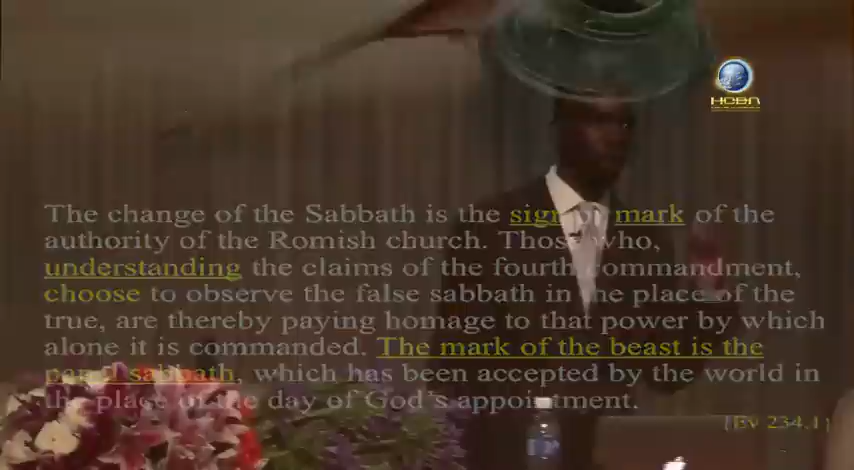 HCBN
The change of the Sabbath is the sign or mark of the
authority of the Romish church. Those who,
understanding the claims of the fourth commandment,
choose to observe the false sabbath in the place of the
true, are thereby paying homage to that power by which
alone it is commanded. The mark of the beast is the
papal sabbath, which has been accepted by the world in
the place of the day of God's appointment.
{Ev 234.1}